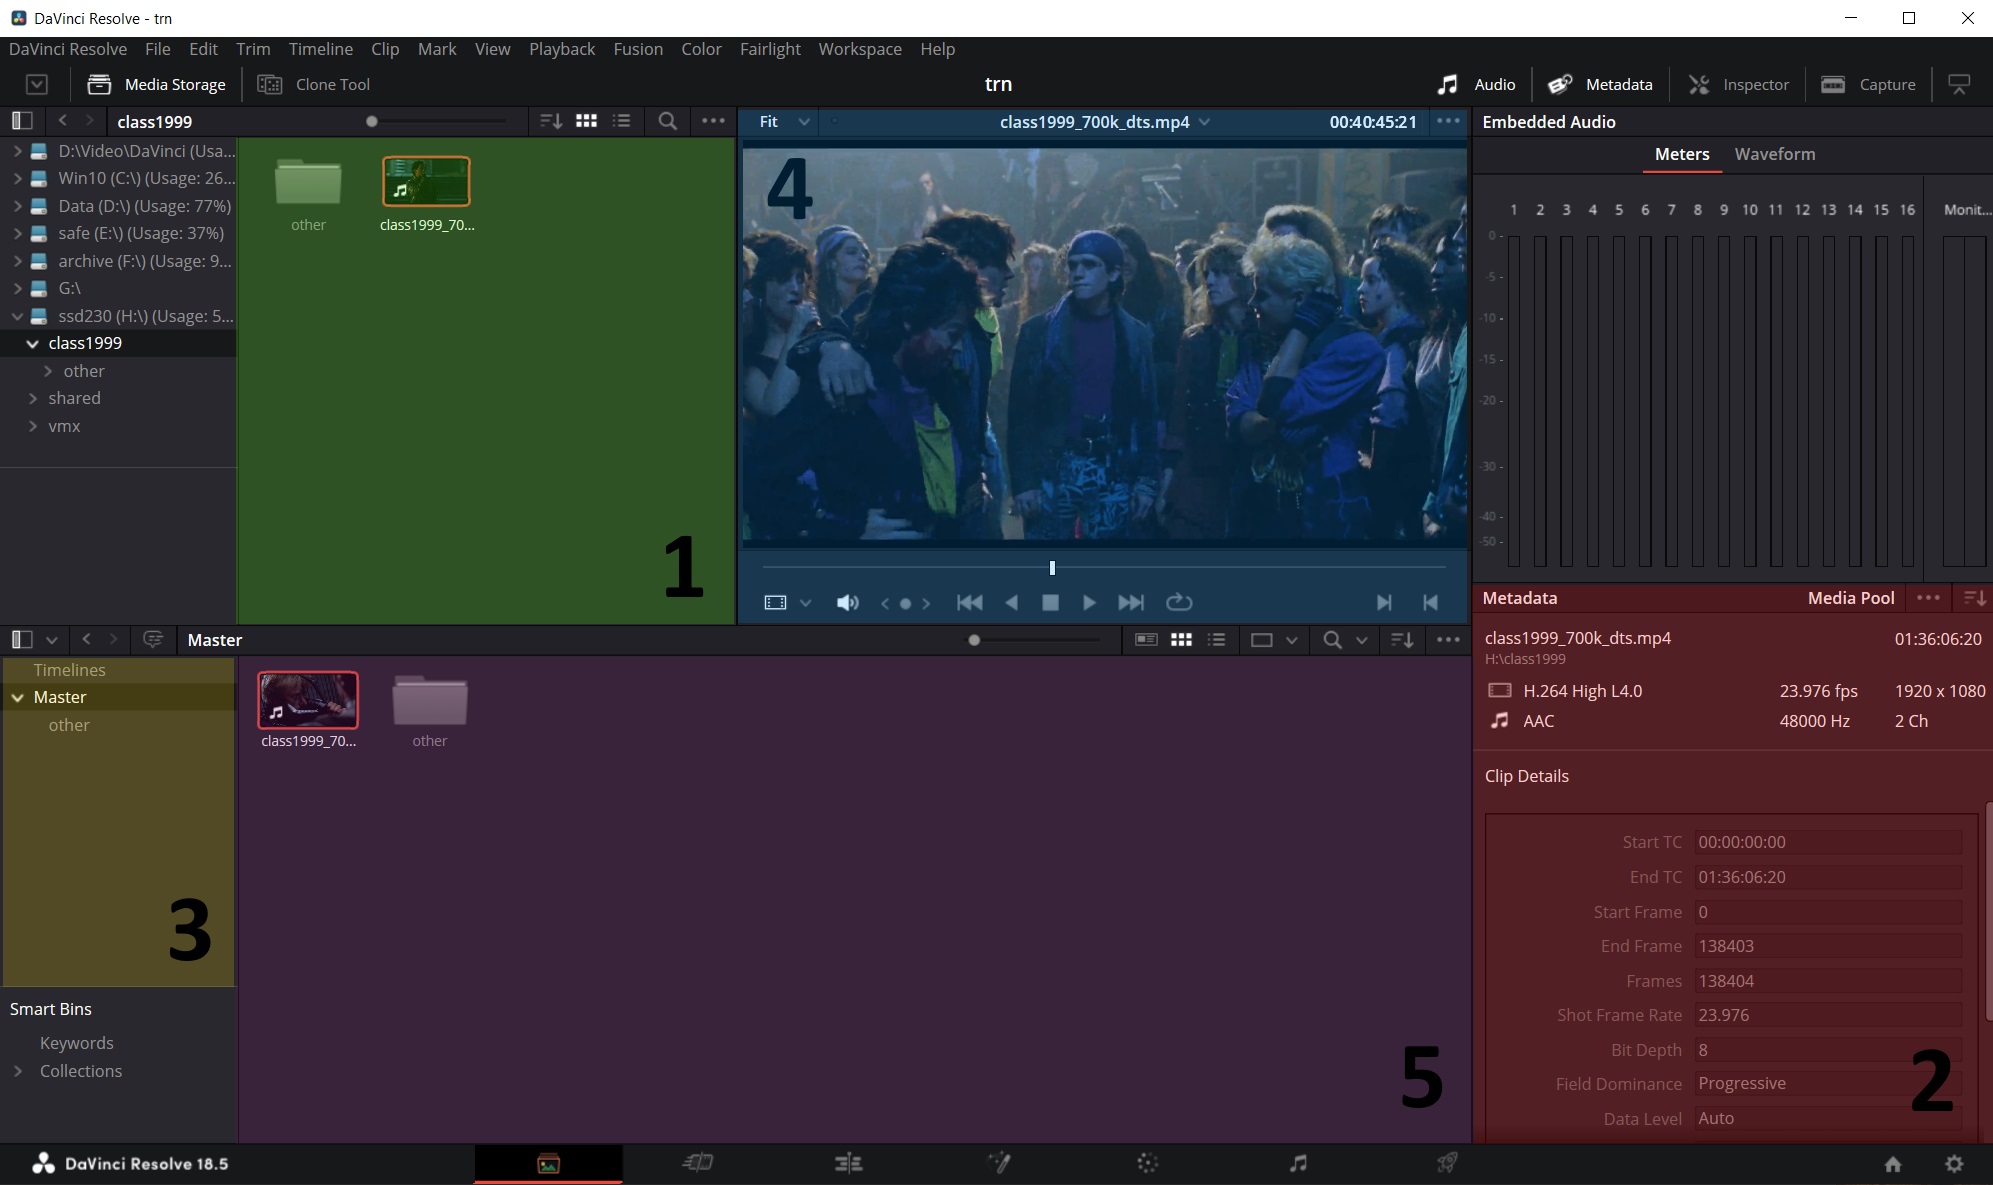 DaVinci Resolve - trn
DaVinci Resolve File Edit Trim Timeline Clip Mark View Playback Fusion Color Fairlight Workspace Help
Media Storage Clone Tool trn Audio Metadata Inspector Capture
class1999
D:\Video\DaVinci (Usa...
Win10 (C:\) (Usage: 26...
Data (D:\) (Usage: 77%)
safe (E:\) (Usage: 37%)
archive (F:\) (Usage: 9...
G:\
ssd230 (H:\) (Usage: 5...
class1999
other
shared
vmx
other
class1999_70...
1
Fit class1999_700k_dts.mp4 00:40:45:21
4
Embedded Audio
Meters Waveform
1 2 3 4 5 6 7 8 9 10 11 12 13 14 15 16 Monit...
0
-5
-10
-15
-20
-30
-40
-50
Master
Timelines
Master
other
3
Smart Bins
Keywords
Collections
class1999_70...
other
5
Metadata Media Pool
class1999_700k_dts.mp4 01:36:06:20
H:\class1999
H.264 High L4.0 23.976 fps 1920 x 1080
AAC 48000 Hz 2 Ch
Clip Details
Start TC 00:00:00:00
End TC 01:36:06:20
Start Frame 0
End Frame 138403
Frames 138404
Shot Frame Rate 23.976
Bit Depth 8
Field Dominance Progressive
Data Level Auto
2
DaVinci Resolve 18.5